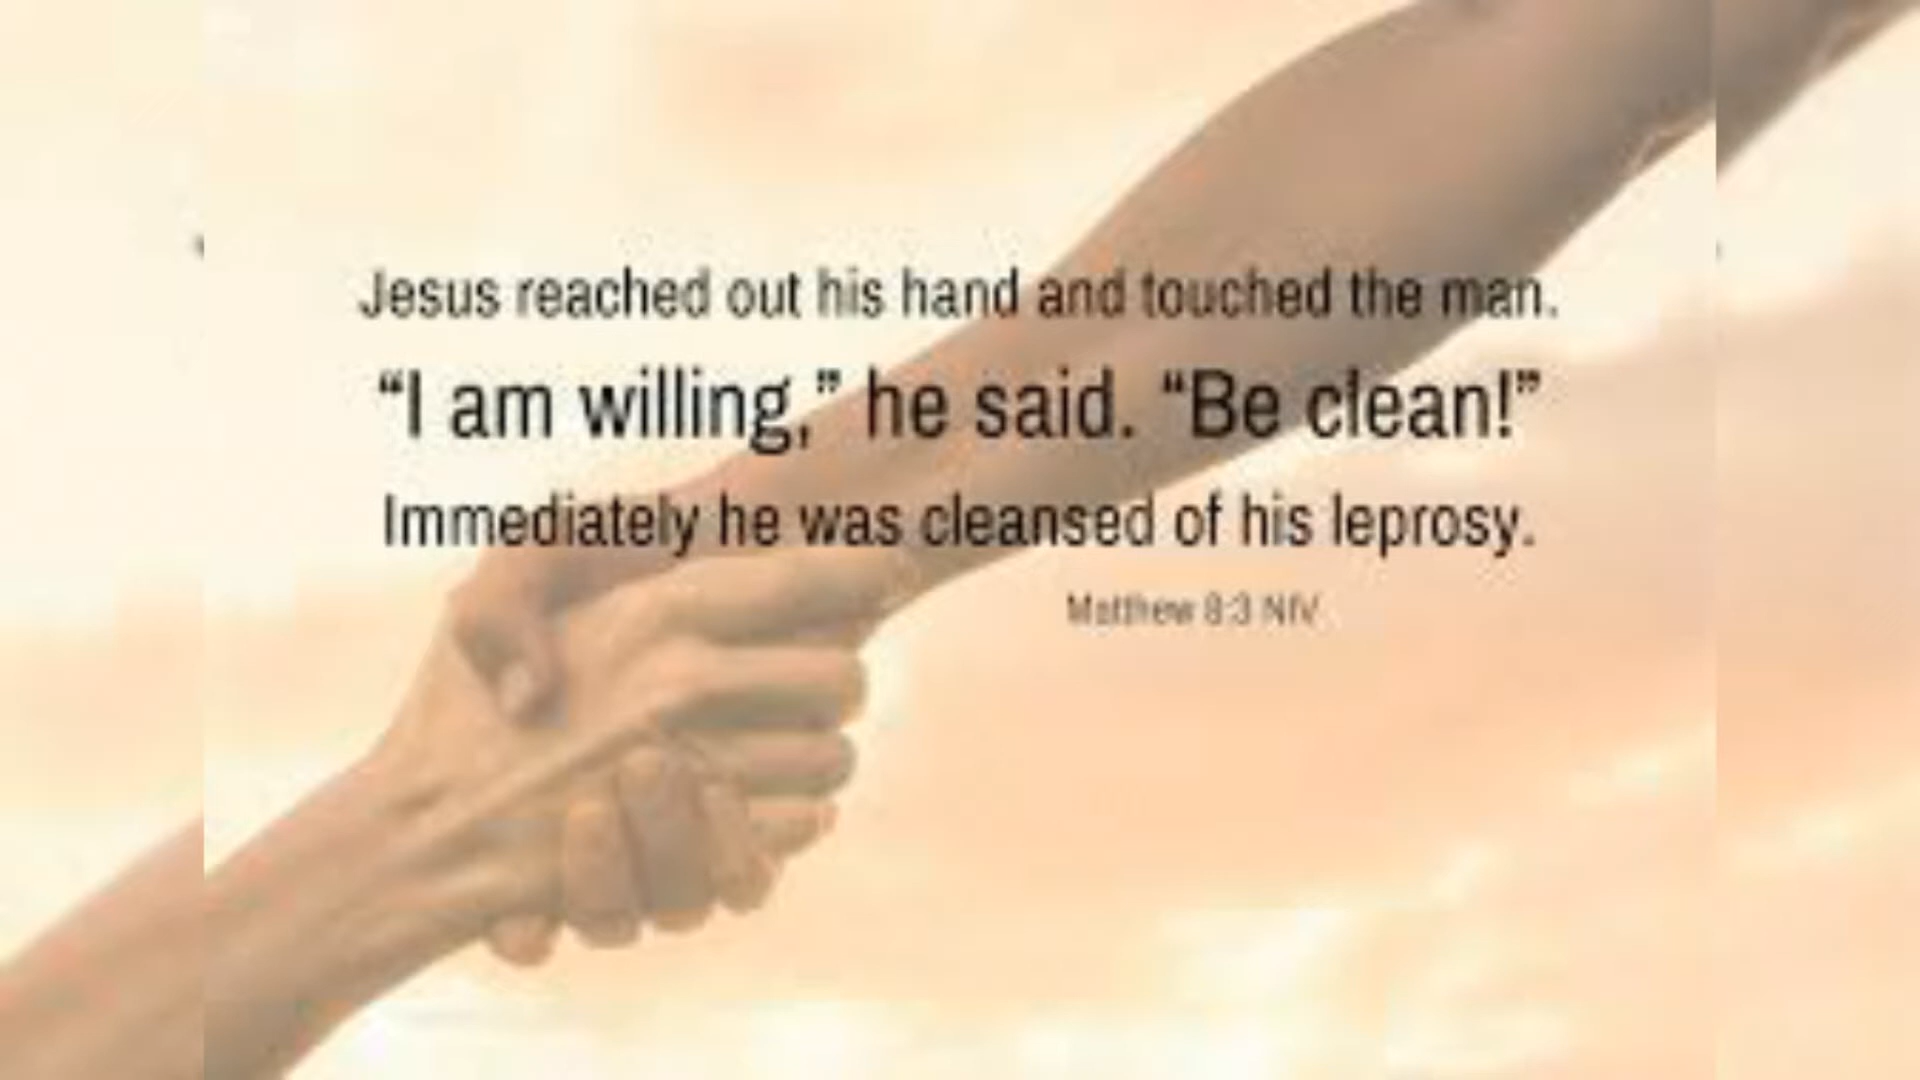 Jesus reached out his hand and touched the man.
“I am willing,” he said. “Be clean!”
Immediately he was cleansed of his leprosy.
Matthew 8:3 NIV